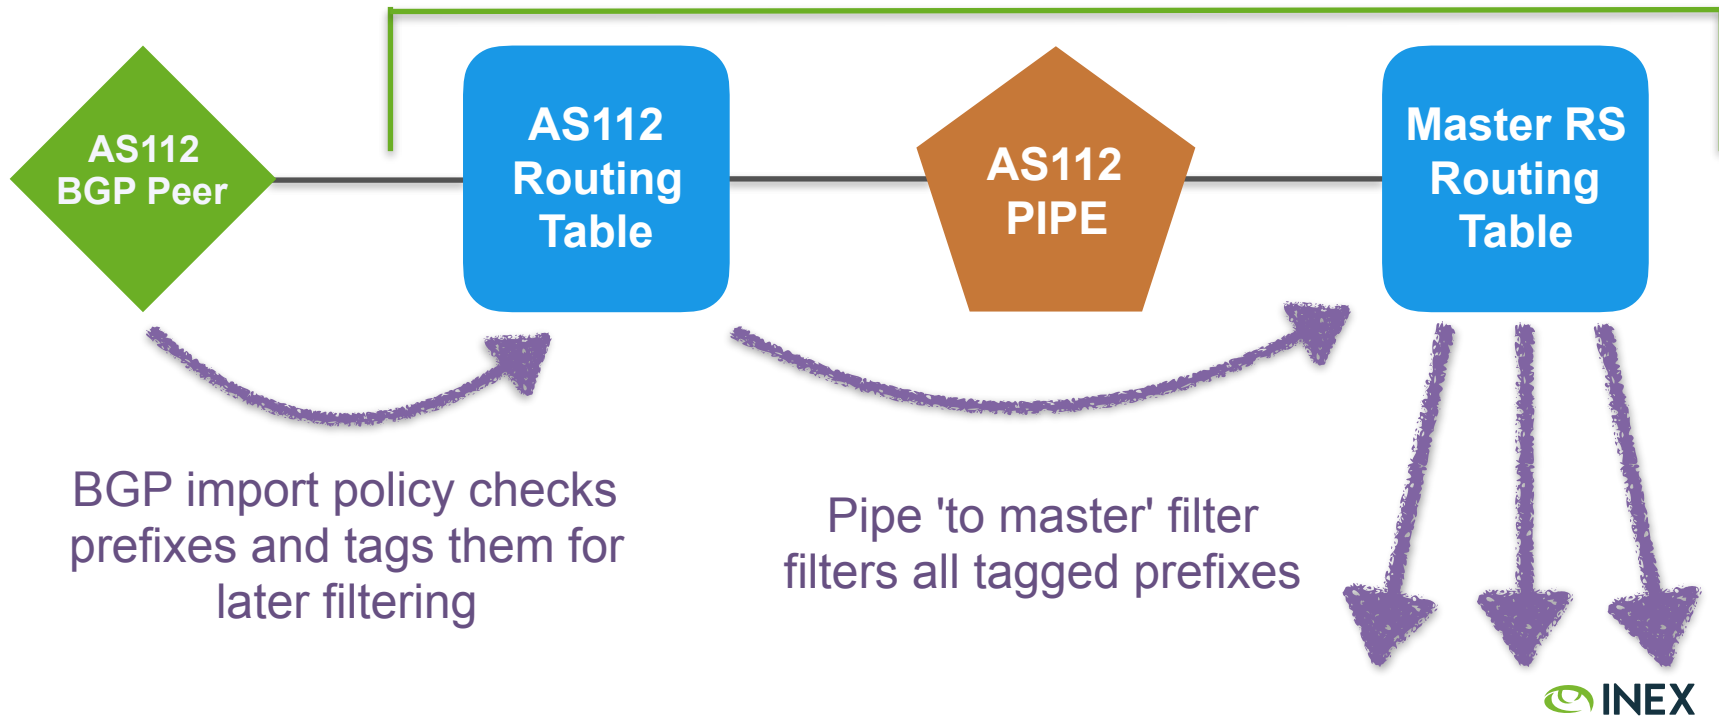 AS112
BGP Peer
AS112
Routing
Table
AS112
PIPE
Master RS
Routing
Table
BGP import policy checks
prefixes and tags them for
later filtering
Pipe 'to master' filter
filters all tagged prefixes
INEX